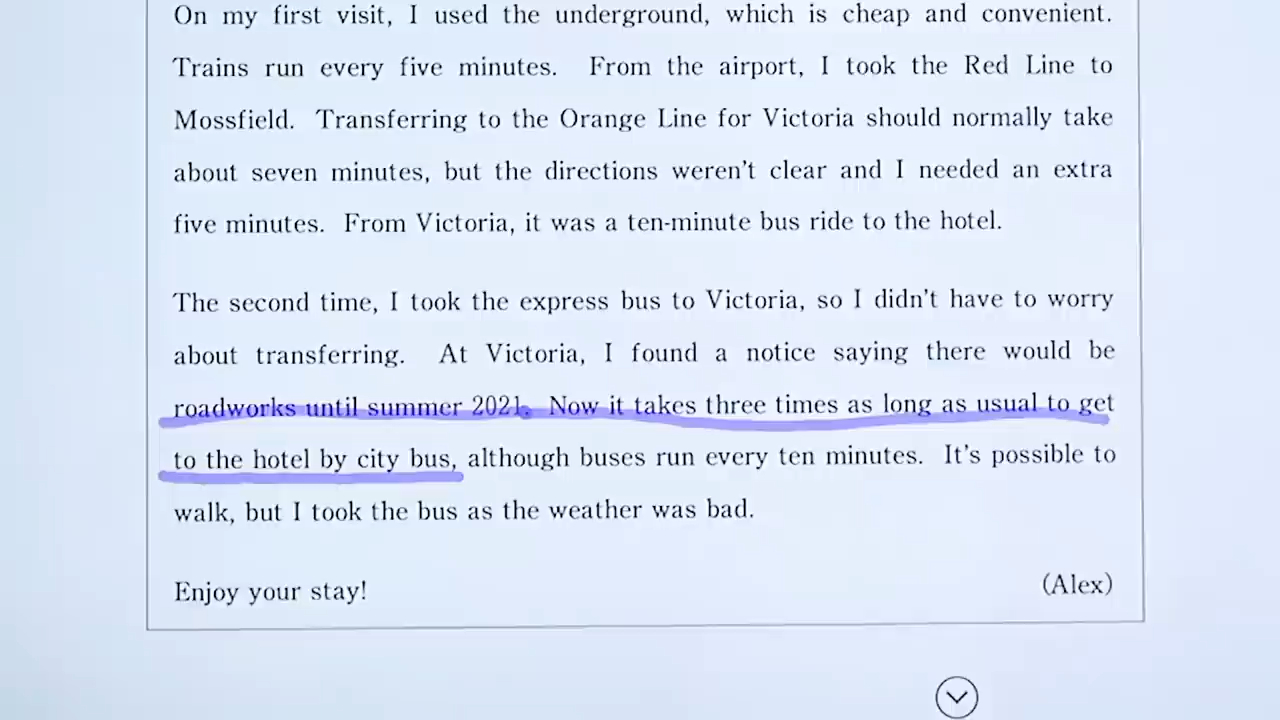 On my first visit, I used the underground, which is cheap and convenient.
Trains run every five minutes. From the airport, I took the Red Line to
Mossfield. Transferring to the Orange Line for Victoria should normally take
about seven minutes, but the directions weren't clear and I needed an extra
five minutes. From Victoria, it was a ten-minute bus ride to the hotel.
The second time, I took the express bus to Victoria, so I didn't have to worry
about transferring. At Victoria, I found a notice saying there would be
roadworks until summer 2021. Now it takes three times as long as usual to get
to the hotel by city bus, although buses run every ten minutes. It's possible to
walk, but I took the bus as the weather was bad.
Enjoy your stay! (Alex)